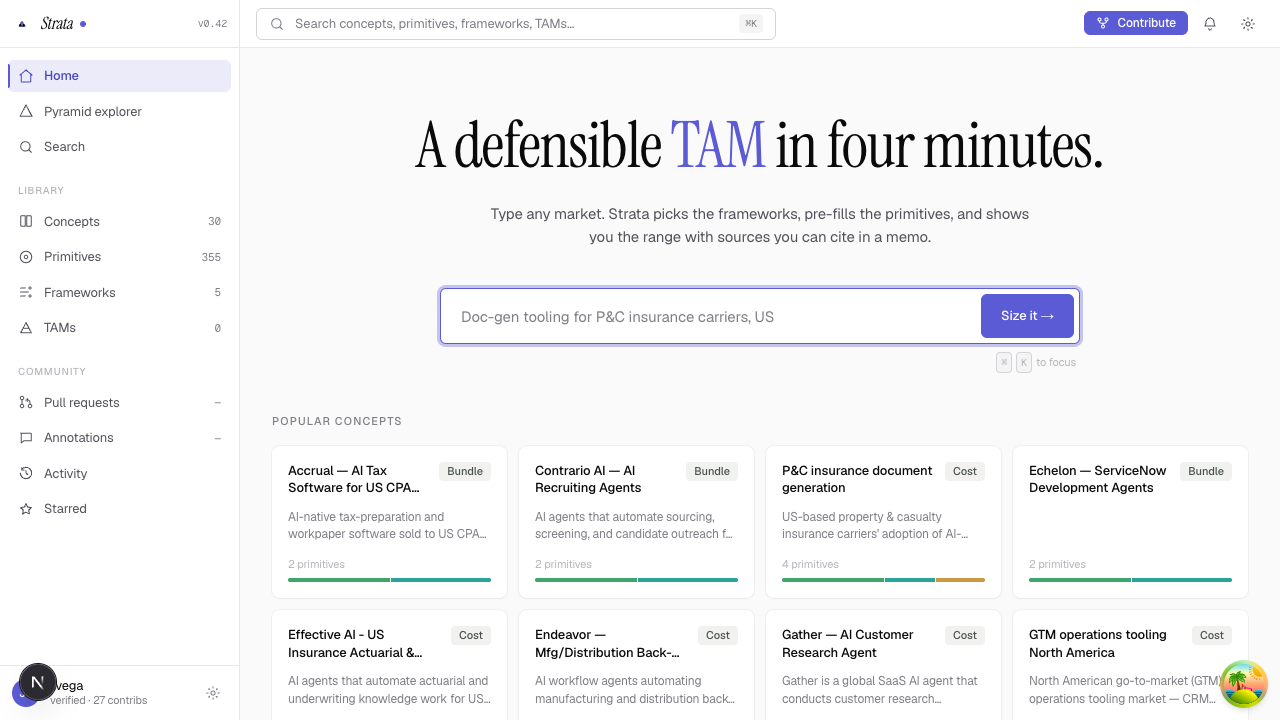 Strata
v0.42
Search concepts, primitives, frameworks, TAMs...
⌘K
Contribute
Home
Pyramid explorer
Search
LIBRARY
Concepts 30
Primitives 355
Frameworks 5
TAMs 0
COMMUNITY
Pull requests –
Annotations –
Activity
Starred
N
vega
verified · 27 contribs
A defensible TAM in four minutes.
Type any market. Strata picks the frameworks, pre-fills the primitives, and shows
you the range with sources you can cite in a memo.
Doc-gen tooling for P&C insurance carriers, US
Size it →
⌘ K to focus
POPULAR CONCEPTS
Accrual — AI Tax
Software for US CPA...
Bundle
AI-native tax-preparation and
workpaper software sold to US CPA...
2 primitives
Contrario AI — AI
Recruiting Agents
Bundle
AI agents that automate sourcing,
screening, and candidate outreach f...
2 primitives
P&C insurance document
generation
Cost
US-based property & casualty
insurance carriers' adoption of AI-...
4 primitives
Echelon — ServiceNow
Development Agents
Bundle
2 primitives
Effective AI - US
Insurance Actuarial &...
Cost
AI agents that automate actuarial and
underwriting knowledge work for US...
Endeavor —
Mfg/Distribution Back-...
Cost
AI workflow agents automating
manufacturing and distribution back...
Gather — AI Customer
Research Agent
Cost
Gather is a global SaaS AI agent that
conducts customer research...
GTM operations tooling
North America
Cost
North American go-to-market (GTM)
operations tooling market — CRM...